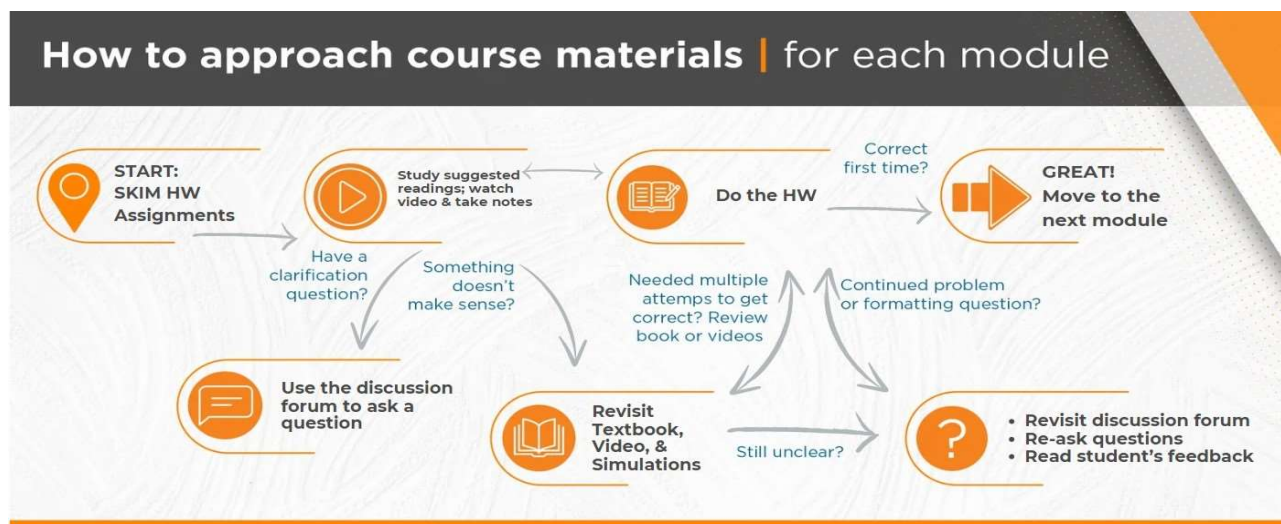 How to approach course materials | for each module
START:
SKIM HW
Assignments
Study suggested
readings; watch
video & take notes
Do the HW
Correct
first time?
GREAT!
Move to the
next module
Have a
clarification
question?
Something
doesn't
make sense?
Needed multiple
attemps to get
correct? Review
book or videos
Continued problem
or formatting question?
Use the discussion
forum to ask a
question
Revisit
Textbook,
Video, &
Simulations
Still unclear?
• Revisit discussion forum
• Re-ask questions
• Read student's feedback